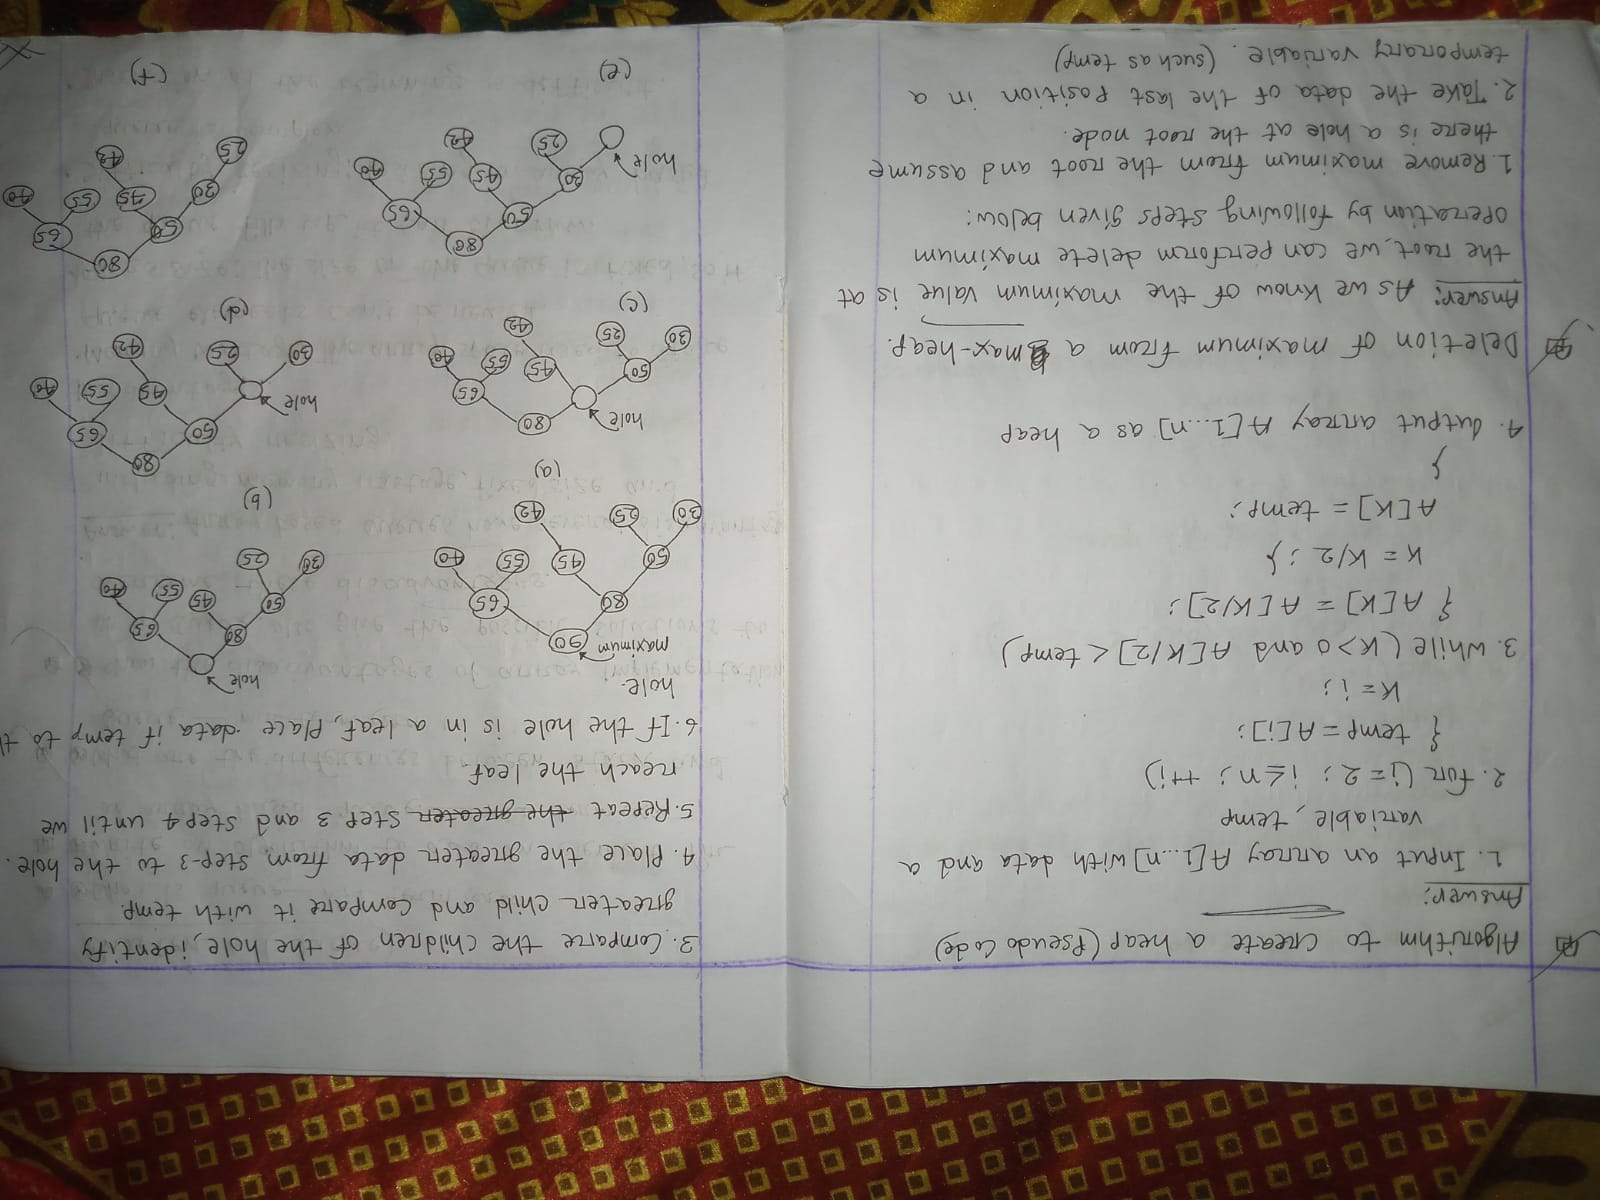 Algorithm to create a heap (Pseudo Code)
Answer:
1. Input an array A[1...n] with data and a
variable, temp
2. for (i = 2; i ≤ n; ++i)
{ temp = A[i];
K = i;
3. while (K > 0 and A[K/2] < temp)
{ A[K] = A[K/2];
K = K/2 ; }
A[K] = temp;
}
4. Output array A[1...n] as a heap
Deletion of maximum from a max-heap.
Answer: As we know of the maximum value is at
the root, we can perform delete maximum
operation by following steps given below:
1. Remove maximum from the root and assume
there is a hole at the root node.
2. Take the data of the last position in a
temporary variable. (such as temp)
3. Compare the children of the hole, identify
greater child and compare it with temp.
4. Place the greater data from step-3 to the hole.
5. Repeat the greater step 3 and step 4 until we
reach the leaf.
6. If the hole is in a leaf, place data if temp to th
hole.
maximum 90
80 65
50 45 55 40
30 25 42
(a)
hole
80 65
50 45 55 40
30 25
(b)
hole 80
65
50 45 55 40
30 25 42
(c)
80
50 65
hole 45 55 40
30 25 42
(d)
80
50 65
30 45 55 40
hole 25 42
(e)
80
50 65
30 45 55 40
25 42
(f)